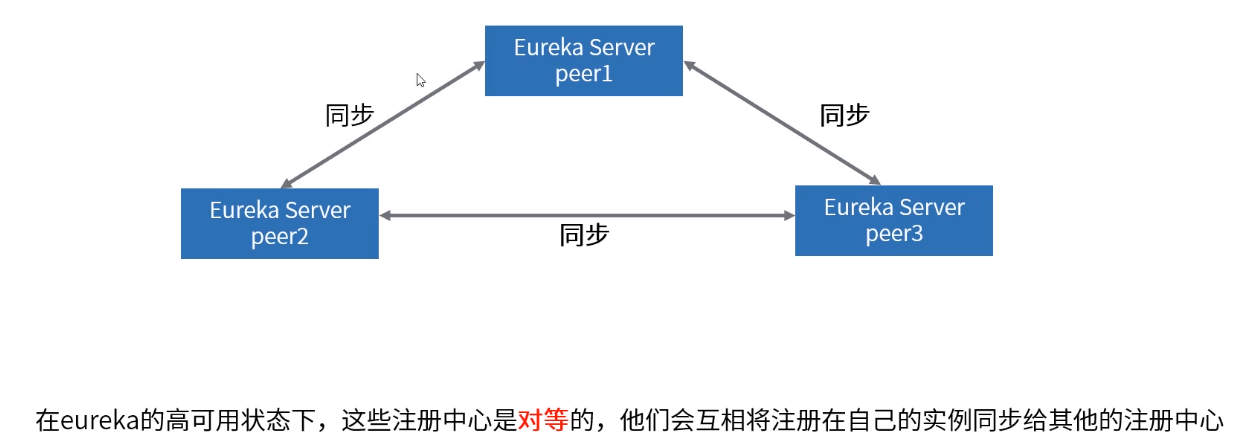 Eureka Server
peer1
同步
同步
Eureka Server
peer2
Eureka Server
peer3
同步
在eureka的高可用状态下，这些注册中心是对等的，他们会互相将注册在自己的实例同步给其他的注册中心